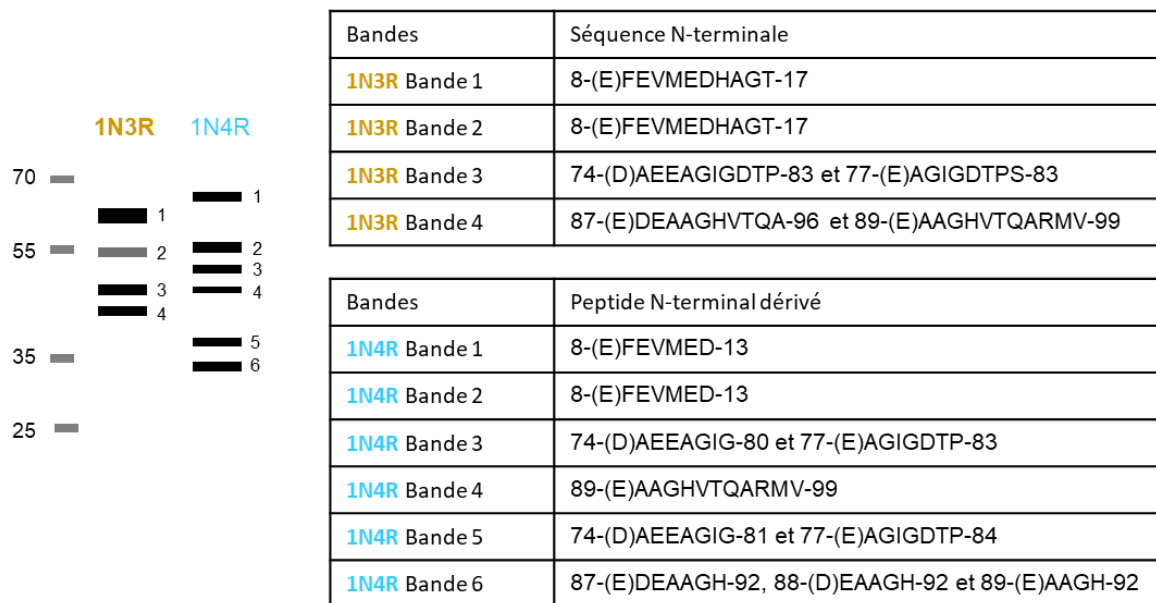 1N3R 1N4R
70
1
1
55
2
2
3
3
4
4
35
5
6
25
Bandes Séquence N-terminale
1N3R Bande 1 8-(E)FEVMEDHAGT-17
1N3R Bande 2 8-(E)FEVMEDHAGT-17
1N3R Bande 3 74-(D)AEEAGIGDTP-83 et 77-(E)AGIGDTPS-83
1N3R Bande 4 87-(E)DEAAGHVTQA-96 et 89-(E)AAGHVTQARMV-99
Bandes Peptide N-terminal dérivé
1N4R Bande 1 8-(E)FEVMED-13
1N4R Bande 2 8-(E)FEVMED-13
1N4R Bande 3 74-(D)AEEAGIG-80 et 77-(E)AGIGDTP-83
1N4R Bande 4 89-(E)AAGHVTQARMV-99
1N4R Bande 5 74-(D)AEEAGIG-81 et 77-(E)AGIGDTP-84
1N4R Bande 6 87-(E)DEAAGH-92, 88-(D)EAAGH-92 et 89-(E)AAGH-92